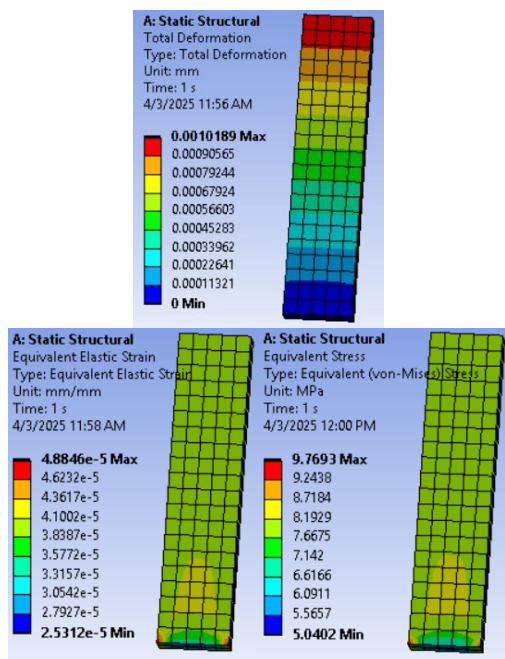 A: Static Structural
Total Deformation
Type: Total Deformation
Unit: mm
Time: 1 s
4/3/2025 11:56 AM
0.0010189 Max
0.00090565
0.00079244
0.00067924
0.00056603
0.00045283
0.00033962
0.00022641
0.00011321
0 Min
A: Static Structural
Equivalent Elastic Strain
Type: Equivalent Elastic Strain
Unit: mm/mm
Time: 1 s
4/3/2025 11:58 AM
4.8846e-5 Max
4.6232e-5
4.3617e-5
4.1002e-5
3.8387e-5
3.5772e-5
3.3157e-5
3.0542e-5
2.7927e-5
2.5312e-5 Min
A: Static Structural
Equivalent Stress
Type: Equivalent (von-Mises) Stress
Unit: MPa
Time: 1 s
4/3/2025 12:00 PM
9.7693 Max
9.2438
8.7184
8.1929
7.6675
7.142
6.6166
6.0911
5.5657
5.0402 Min